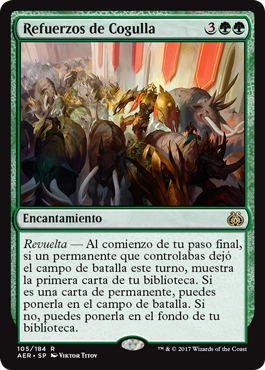 Refuerzos de Cogulla 3
Encantamiento
Revuelta — Al comienzo de tu paso final,
si un permanente que controlabas dejó
el campo de batalla este turno, muestra
la primera carta de tu biblioteca. Si
es una carta de permanente, puedes
ponerla en el campo de batalla. Si
no, puedes ponerla en el fondo de tu
biblioteca.
105/184 R
AER • SP Viktor Titov
™ & © 2017 Wizards of the Coast